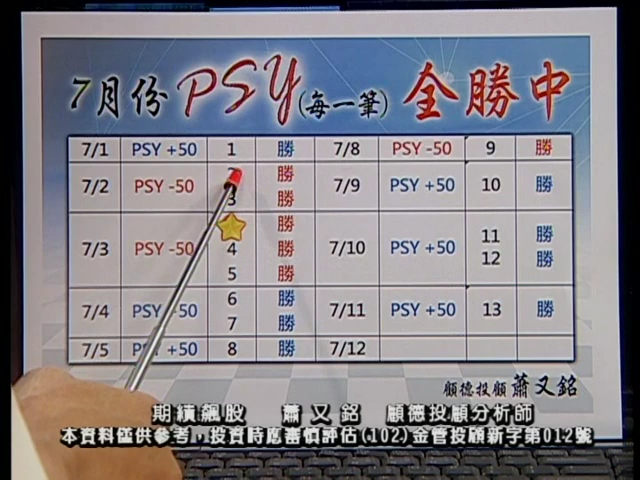 7月份 PSY(每一筆) 全勝中
7/1 PSY +50 1 勝 7/8 PSY -50 9 勝
7/2 PSY -50 勝 7/9 PSY +50 10 勝
3 勝
勝
7/3 PSY -50 4 勝 7/10 PSY +50 11 勝
5 勝 12 勝
7/4 PSY +50 6 勝 7/11 PSY +50 13 勝
7 勝
7/5 PSY +50 8 勝 7/12
顧德投顧 蕭又銘
期績飆股 蕭又銘 顧德投顧分析師
本資料僅供參考，投資時應審慎評估(102)金管投顧新字第012號